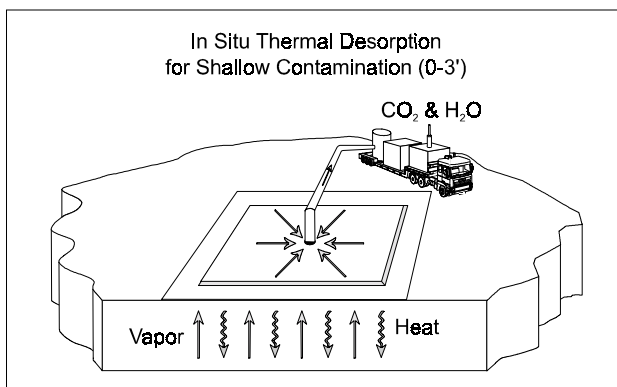 In Situ Thermal Desorption
for Shallow Contamination (0-3')
CO₂ & H₂O
Vapor
Heat